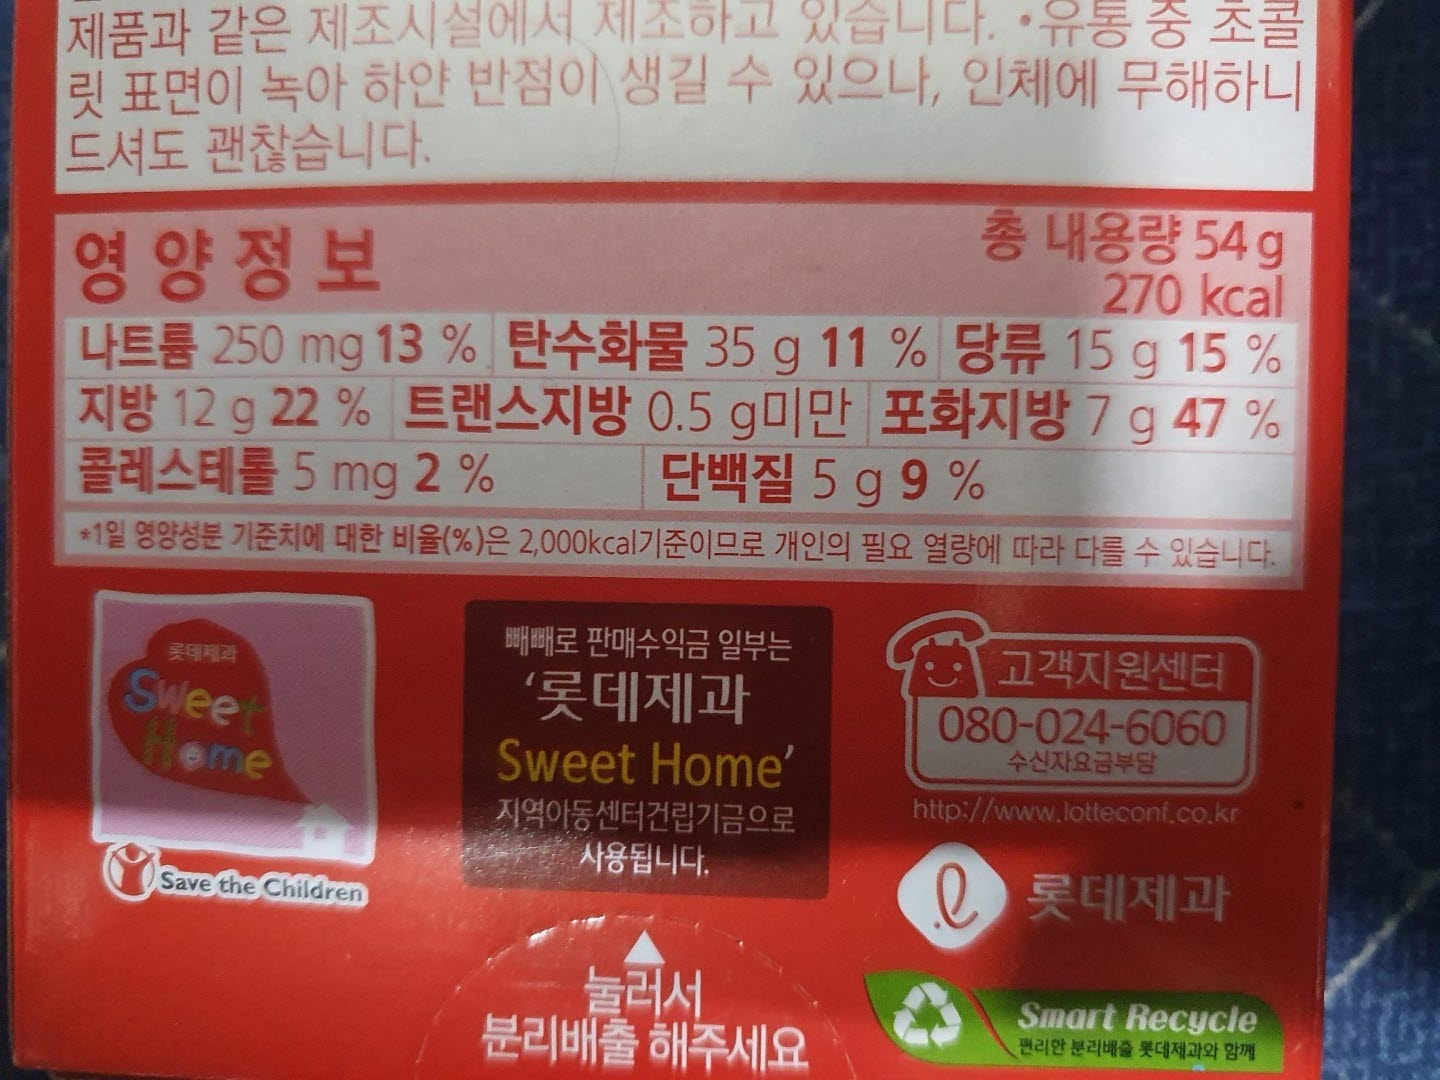 제품과 같은 제조시설에서 제조하고 있습니다. •유통 중 초콜
릿 표면이 녹아 하얀 반점이 생길 수 있으나, 인체에 무해하니
드셔도 괜찮습니다.
영양정보
총 내용량 54 g
270 kcal
나트륨 250 mg 13 % 탄수화물 35 g 11 % 당류 15 g 15 %
지방 12 g 22 % 트랜스지방 0.5 g미만 포화지방 7 g 47 %
콜레스테롤 5 mg 2 % 단백질 5 g 9 %
*1일 영양성분 기준치에 대한 비율(%)은 2,000kcal기준이므로 개인의 필요 열량에 따라 다를 수 있습니다.
롯데제과
Sweet
Home
Save the Children
빼빼로 판매수익금 일부는
‘롯데제과
Sweet Home’
지역아동센터건립기금으로
사용됩니다.
고객지원센터
080-024-6060
수신자요금부담
http://www.lotteconf.co.kr
롯데제과
눌러서
분리배출 해주세요
Smart Recycle
편리한 분리배출 롯데제과와 함께